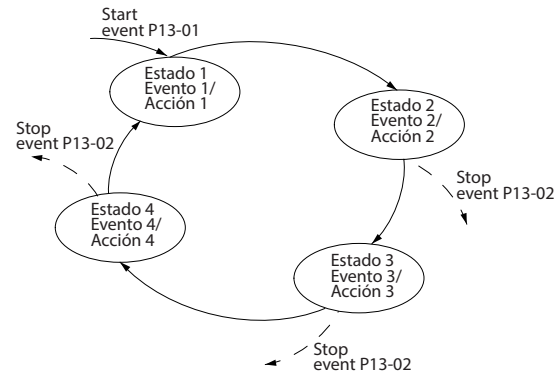 Start
event P13-01
Estado 1
Evento 1/
Acción 1
Estado 2
Evento 2/
Acción 2
Stop
event P13-02
Stop
event P13-02
Estado 4
Evento 4/
Acción 4
Estado 3
Evento 3/
Acción 3
Stop
event P13-02